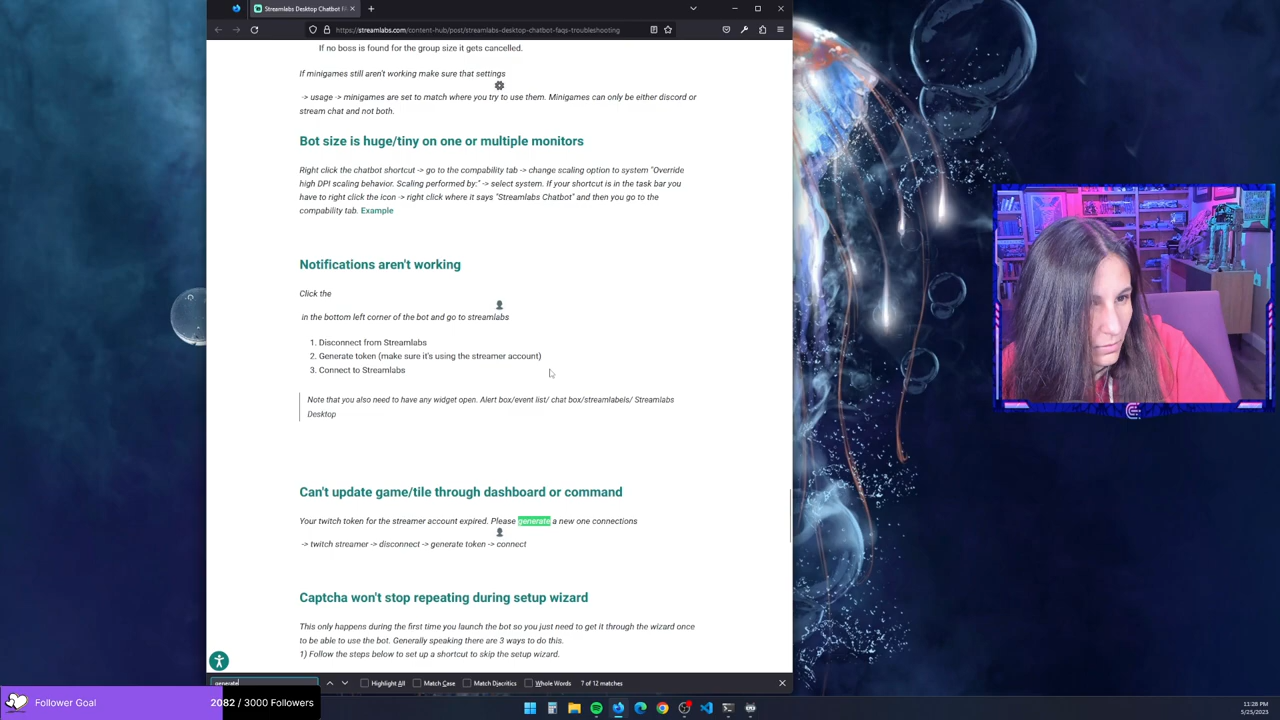 Streamlabs Desktop Chatbot F
https://streamlabs.com/content-hub/post/streamlabs-desktop-chatbot-faqs-troubleshooting
If no boss is found for the group size it gets cancelled.
If minigames still aren't working make sure that settings
-> usage -> minigames are set to match where you try to use them. Minigames can only be either discord or
stream chat and not both.
Bot size is huge/tiny on one or multiple monitors
Right click the chatbot shortcut -> go to the compability tab -> change scaling option to system "Override
high DPI scaling behavior. Scaling performed by:" -> select system. If your shortcut is in the task bar you
have to right click the icon -> right click where it says "Streamlabs Chatbot" and then you go to the
compability tab. Example
Notifications aren't working
Click the
in the bottom left corner of the bot and go to streamlabs
1. Disconnect from Streamlabs
2. Generate token (make sure it's using the streamer account)
3. Connect to Streamlabs
Note that you also need to have any widget open. Alert box/event list/ chat box/streamlabels/ Streamlabs
Desktop
Can't update game/tile through dashboard or command
Your twitch token for the streamer account expired. Please generate a new one connections
-> twitch streamer -> disconnect -> generate token -> connect
Captcha won't stop repeating during setup wizard
This only happens during the first time you launch the bot so you just need to get it through the wizard once
to be able to use the bot. Generally speaking there are 3 ways to do this.
1) Follow the steps below to set up a shortcut to skip the setup wizard.
generate
Highlight All
Match Case
Match Diacritics
Whole Words
7 of 12 matches
Follower Goal
2082 / 3000 Followers
11:26 PM
5/25/2023